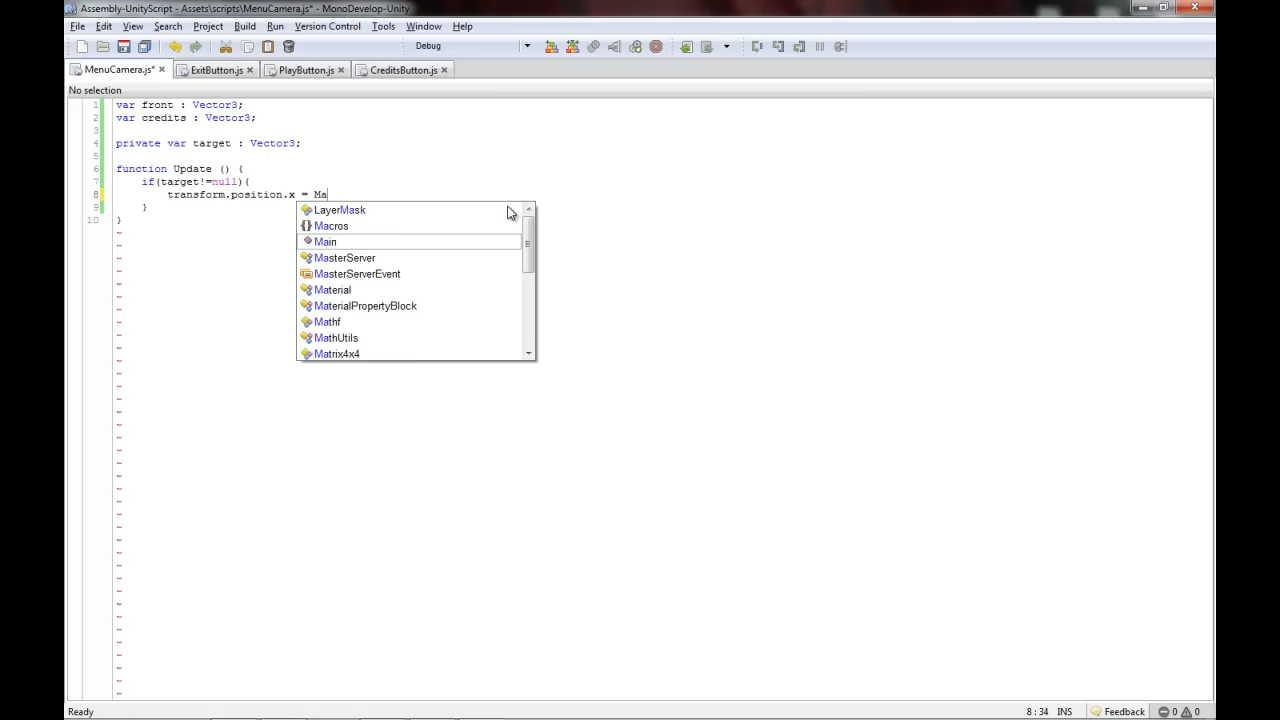 Assembly-UnityScript - Assets\scripts\MenuCamera.js* - MonoDevelop-Unity
File Edit View Search Project Build Run Version Control Tools Window Help
Debug
MenuCamera.js* ExitButton.js PlayButton.js CreditsButton.js
No selection
1 var front : Vector3;
2 var credits : Vector3;
3
4 private var target : Vector3;
5
6 function Update () {
7 if(target!=null){
8 transform.position.x = Ma
9 }
10 }
LayerMask
Macros
Main
MasterServer
MasterServerEvent
Material
MaterialPropertyBlock
Mathf
MathUtils
Matrix4x4
Ready 8 : 34 INS Feedback 0 0